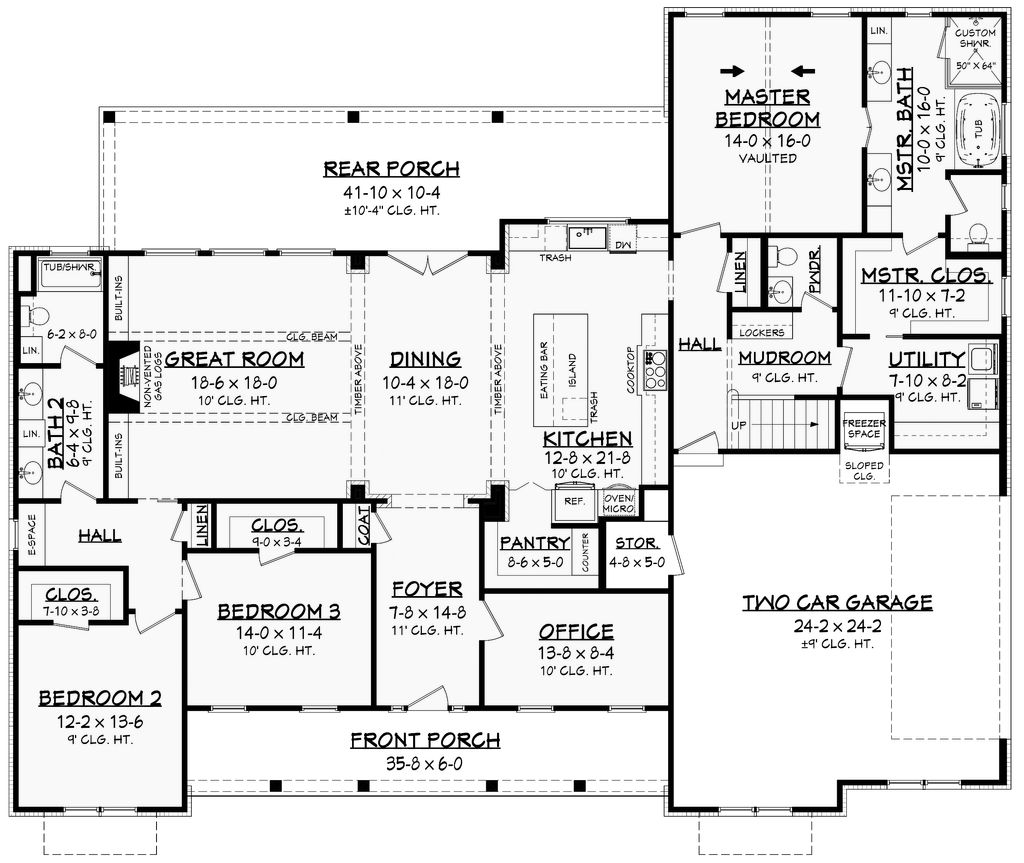 LIN.
CUSTOM
SHWR.
50" X 64"
MASTER
BEDROOM
14-0 x 16-0
VAULTED
MSTR. BATH
10-0 x 16-0
9' CLG. HT.
TUB
REAR PORCH
41-10 x 10-4
±10'-4" CLG. HT.
TRASH
DW
TUB/SHWR.
6-2 x 8-0
LIN.
BUILT-INS
CLG. BEAM
NON-VENTED
GAS LOGS
GREAT ROOM
18-6 x 18-0
10' CLG. HT.
CLG. BEAM
BUILT-INS
TIMBER ABOVE
DINING
10-4 x 18-0
11' CLG. HT.
TIMBER ABOVE
EATING BAR
ISLAND
TRASH
COOKTOP
KITCHEN
12-8 x 21-8
10' CLG. HT.
REF.
OVEN/
MICRO.
HALL
LINEN
PWDR.
LOCKERS
MUDROOM
9' CLG. HT.
UP
MSTR. CLOS.
11-10 x 7-2
9' CLG. HT.
UTILITY
7-10 x 8-2
9' CLG. HT.
FREEZER
SPACE
SLOPED
CLG.
BATH 2
6-4 x 9-8
9' CLG. HT.
LIN.
E-SPACE
HALL
LINEN
CLOS.
9-0 x 3-4
COAT
PANTRY
8-6 x 5-0
COUNTER
STOR.
4-8 x 5-0
CLOS.
7-10 x 3-8
BEDROOM 3
14-0 x 11-4
10' CLG. HT.
FOYER
7-8 x 14-8
11' CLG. HT.
OFFICE
13-8 x 8-4
10' CLG. HT.
TWO CAR GARAGE
24-2 x 24-2
±9' CLG. HT.
BEDROOM 2
12-2 x 13-6
9' CLG. HT.
FRONT PORCH
35-8 x 6-0